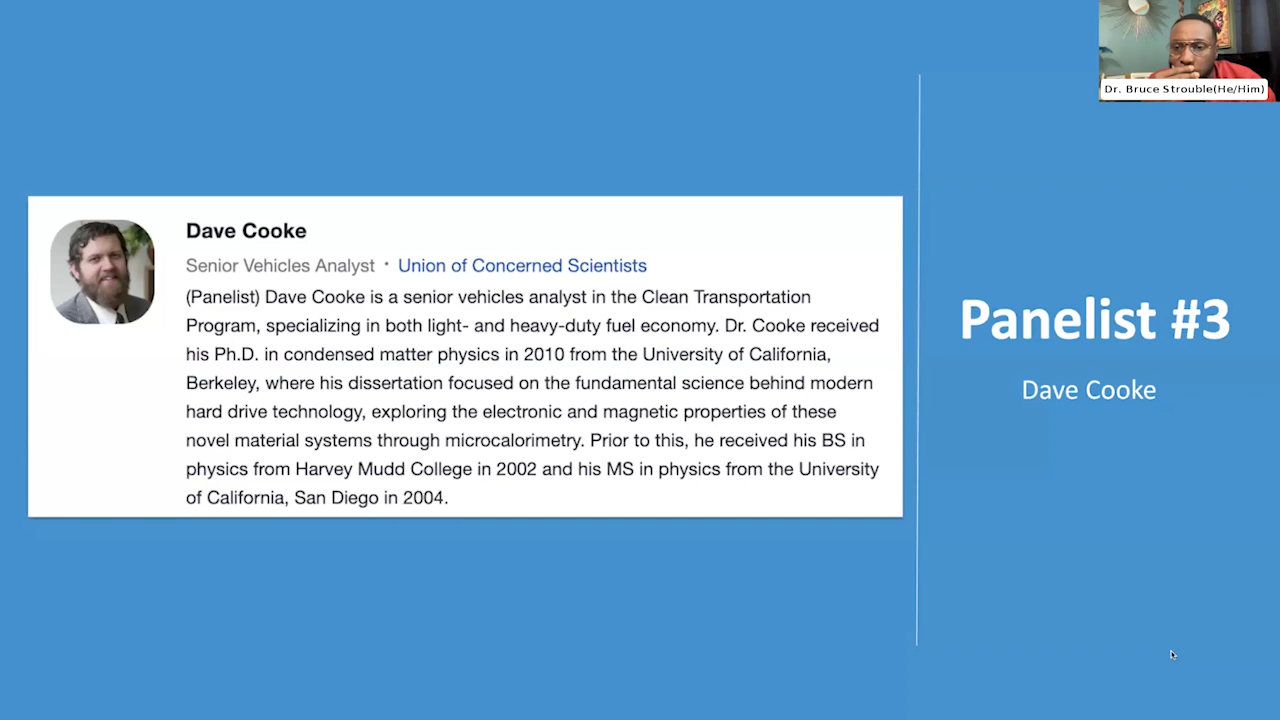 Dr. Bruce Strouble(He/Him)
Dave Cooke
Senior Vehicles Analyst · Union of Concerned Scientists
(Panelist) Dave Cooke is a senior vehicles analyst in the Clean Transportation
Program, specializing in both light- and heavy-duty fuel economy. Dr. Cooke received
his Ph.D. in condensed matter physics in 2010 from the University of California,
Berkeley, where his dissertation focused on the fundamental science behind modern
hard drive technology, exploring the electronic and magnetic properties of these
novel material systems through microcalorimetry. Prior to this, he received his BS in
physics from Harvey Mudd College in 2002 and his MS in physics from the University
of California, San Diego in 2004.
Panelist #3
Dave Cooke